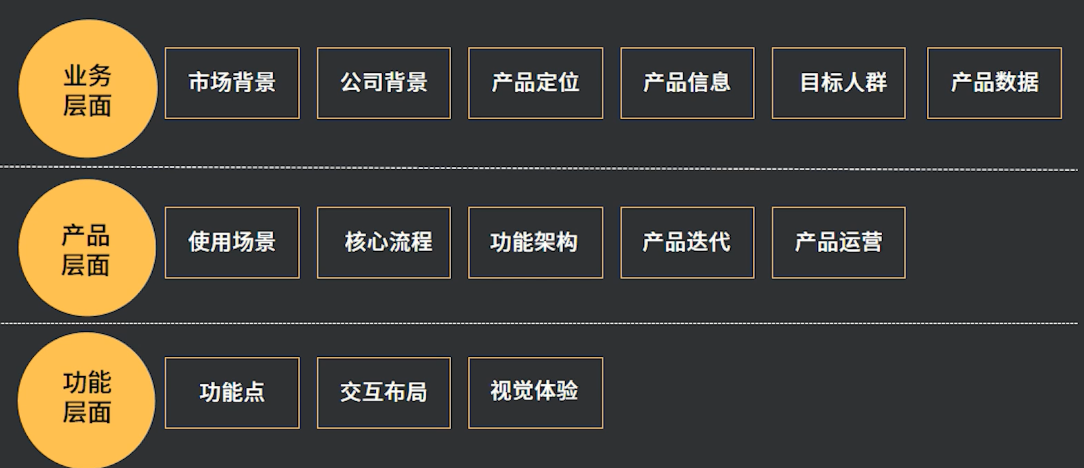 业务
层面
市场背景
公司背景
产品定位
产品信息
目标人群
产品数据
产品
层面
使用场景
核心流程
功能架构
产品迭代
产品运营
功能
层面
功能点
交互布局
视觉体验